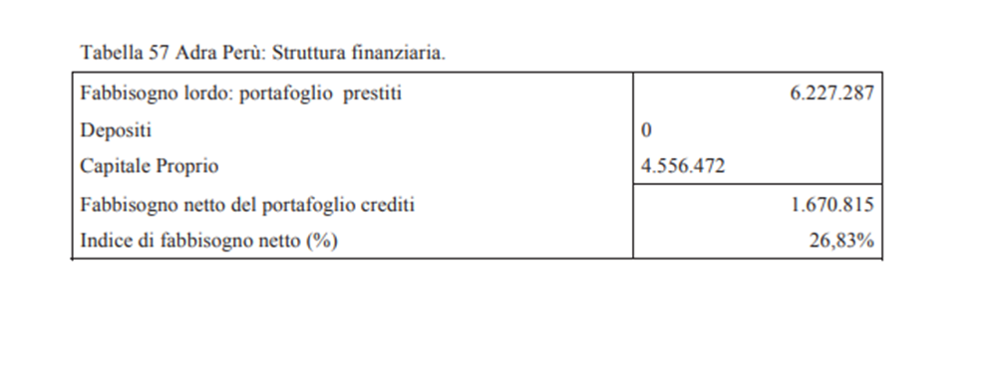 Tabella 57 Adra Perù: Struttura finanziaria.
Fabbisogno lordo: portafoglio prestiti 6.227.287
Depositi 0
Capitale Proprio 4.556.472
Fabbisogno netto del portafoglio crediti 1.670.815
Indice di fabbisogno netto (%) 26,83%